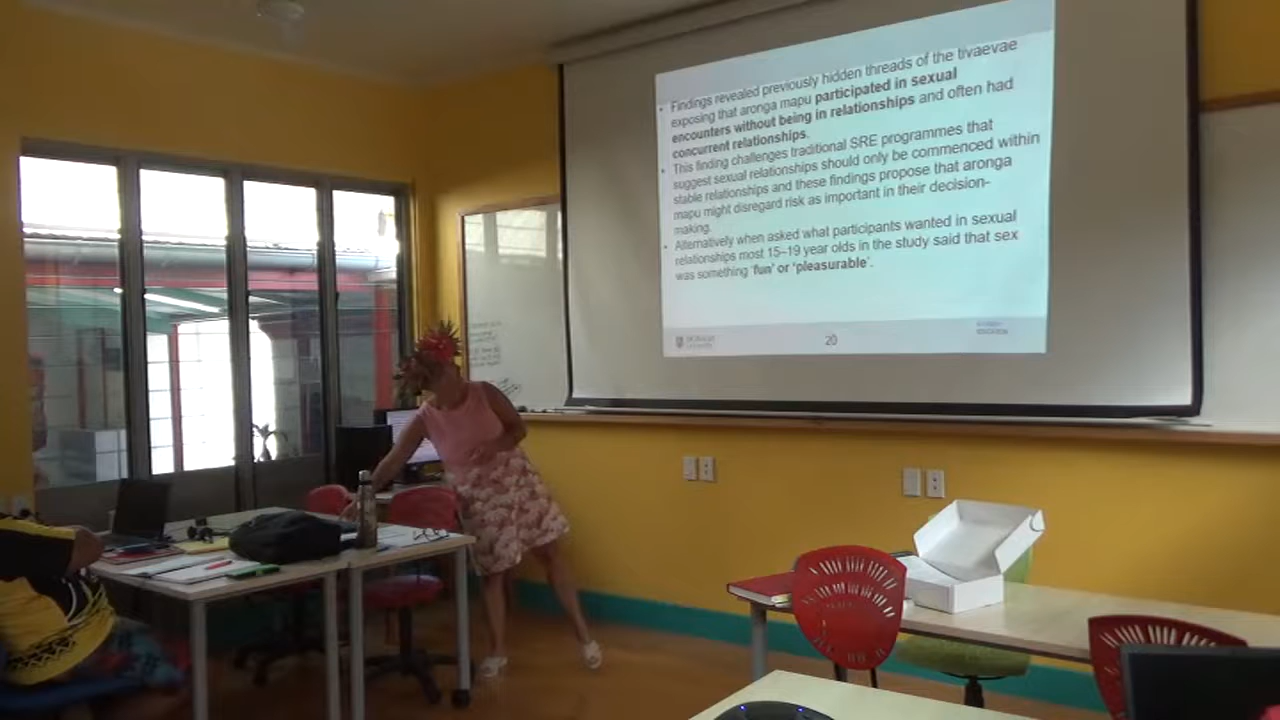 • Findings revealed previously hidden threads of the tivaevae
exposing that aronga mapu participated in sexual
encounters without being in relationships and often had
concurrent relationships.
• This finding challenges traditional SRE programmes that
suggest sexual relationships should only be commenced within
stable relationships and these findings propose that aronga
mapu might disregard risk as important in their decision-
making.
• Alternatively when asked what participants wanted in sexual
relationships most 15–19 year olds in the study said that sex
was something 'fun' or 'pleasurable'.
20